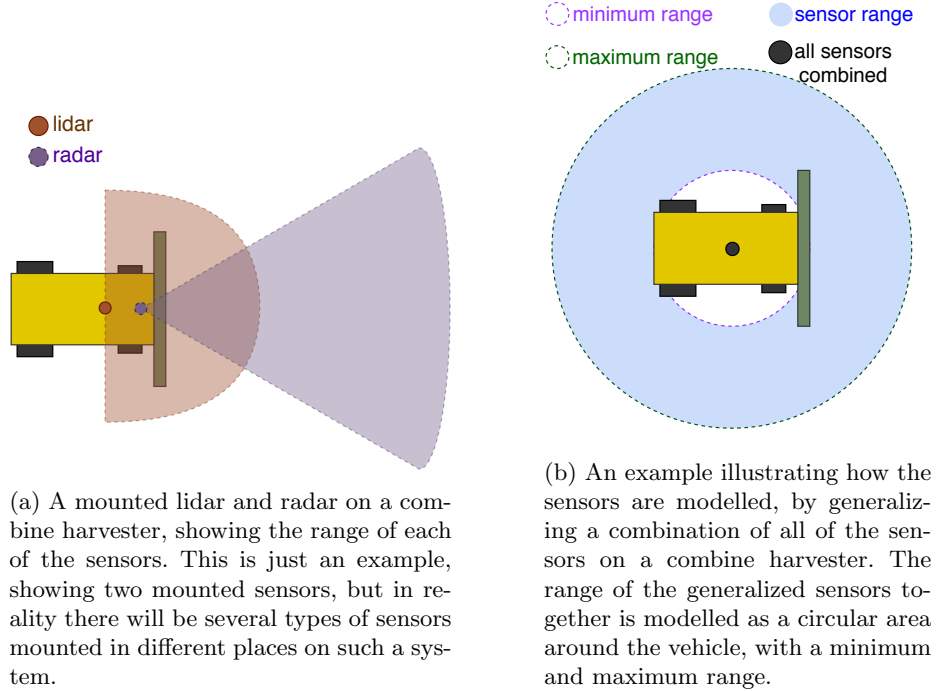 lidar
radar
(a) A mounted lidar and radar on a com-
bine harvester, showing the range of each
of the sensors. This is just an example,
showing two mounted sensors, but in re-
ality there will be several types of sensors
mounted in different places on such a sys-
tem.
minimum range
sensor range
maximum range
all sensors
combined
(b) An example illustrating how the
sensors are modelled, by generaliz-
ing a combination of all of the sen-
sors on a combine harvester. The
range of the generalized sensors to-
gether is modelled as a circular area
around the vehicle, with a minimum
and maximum range.